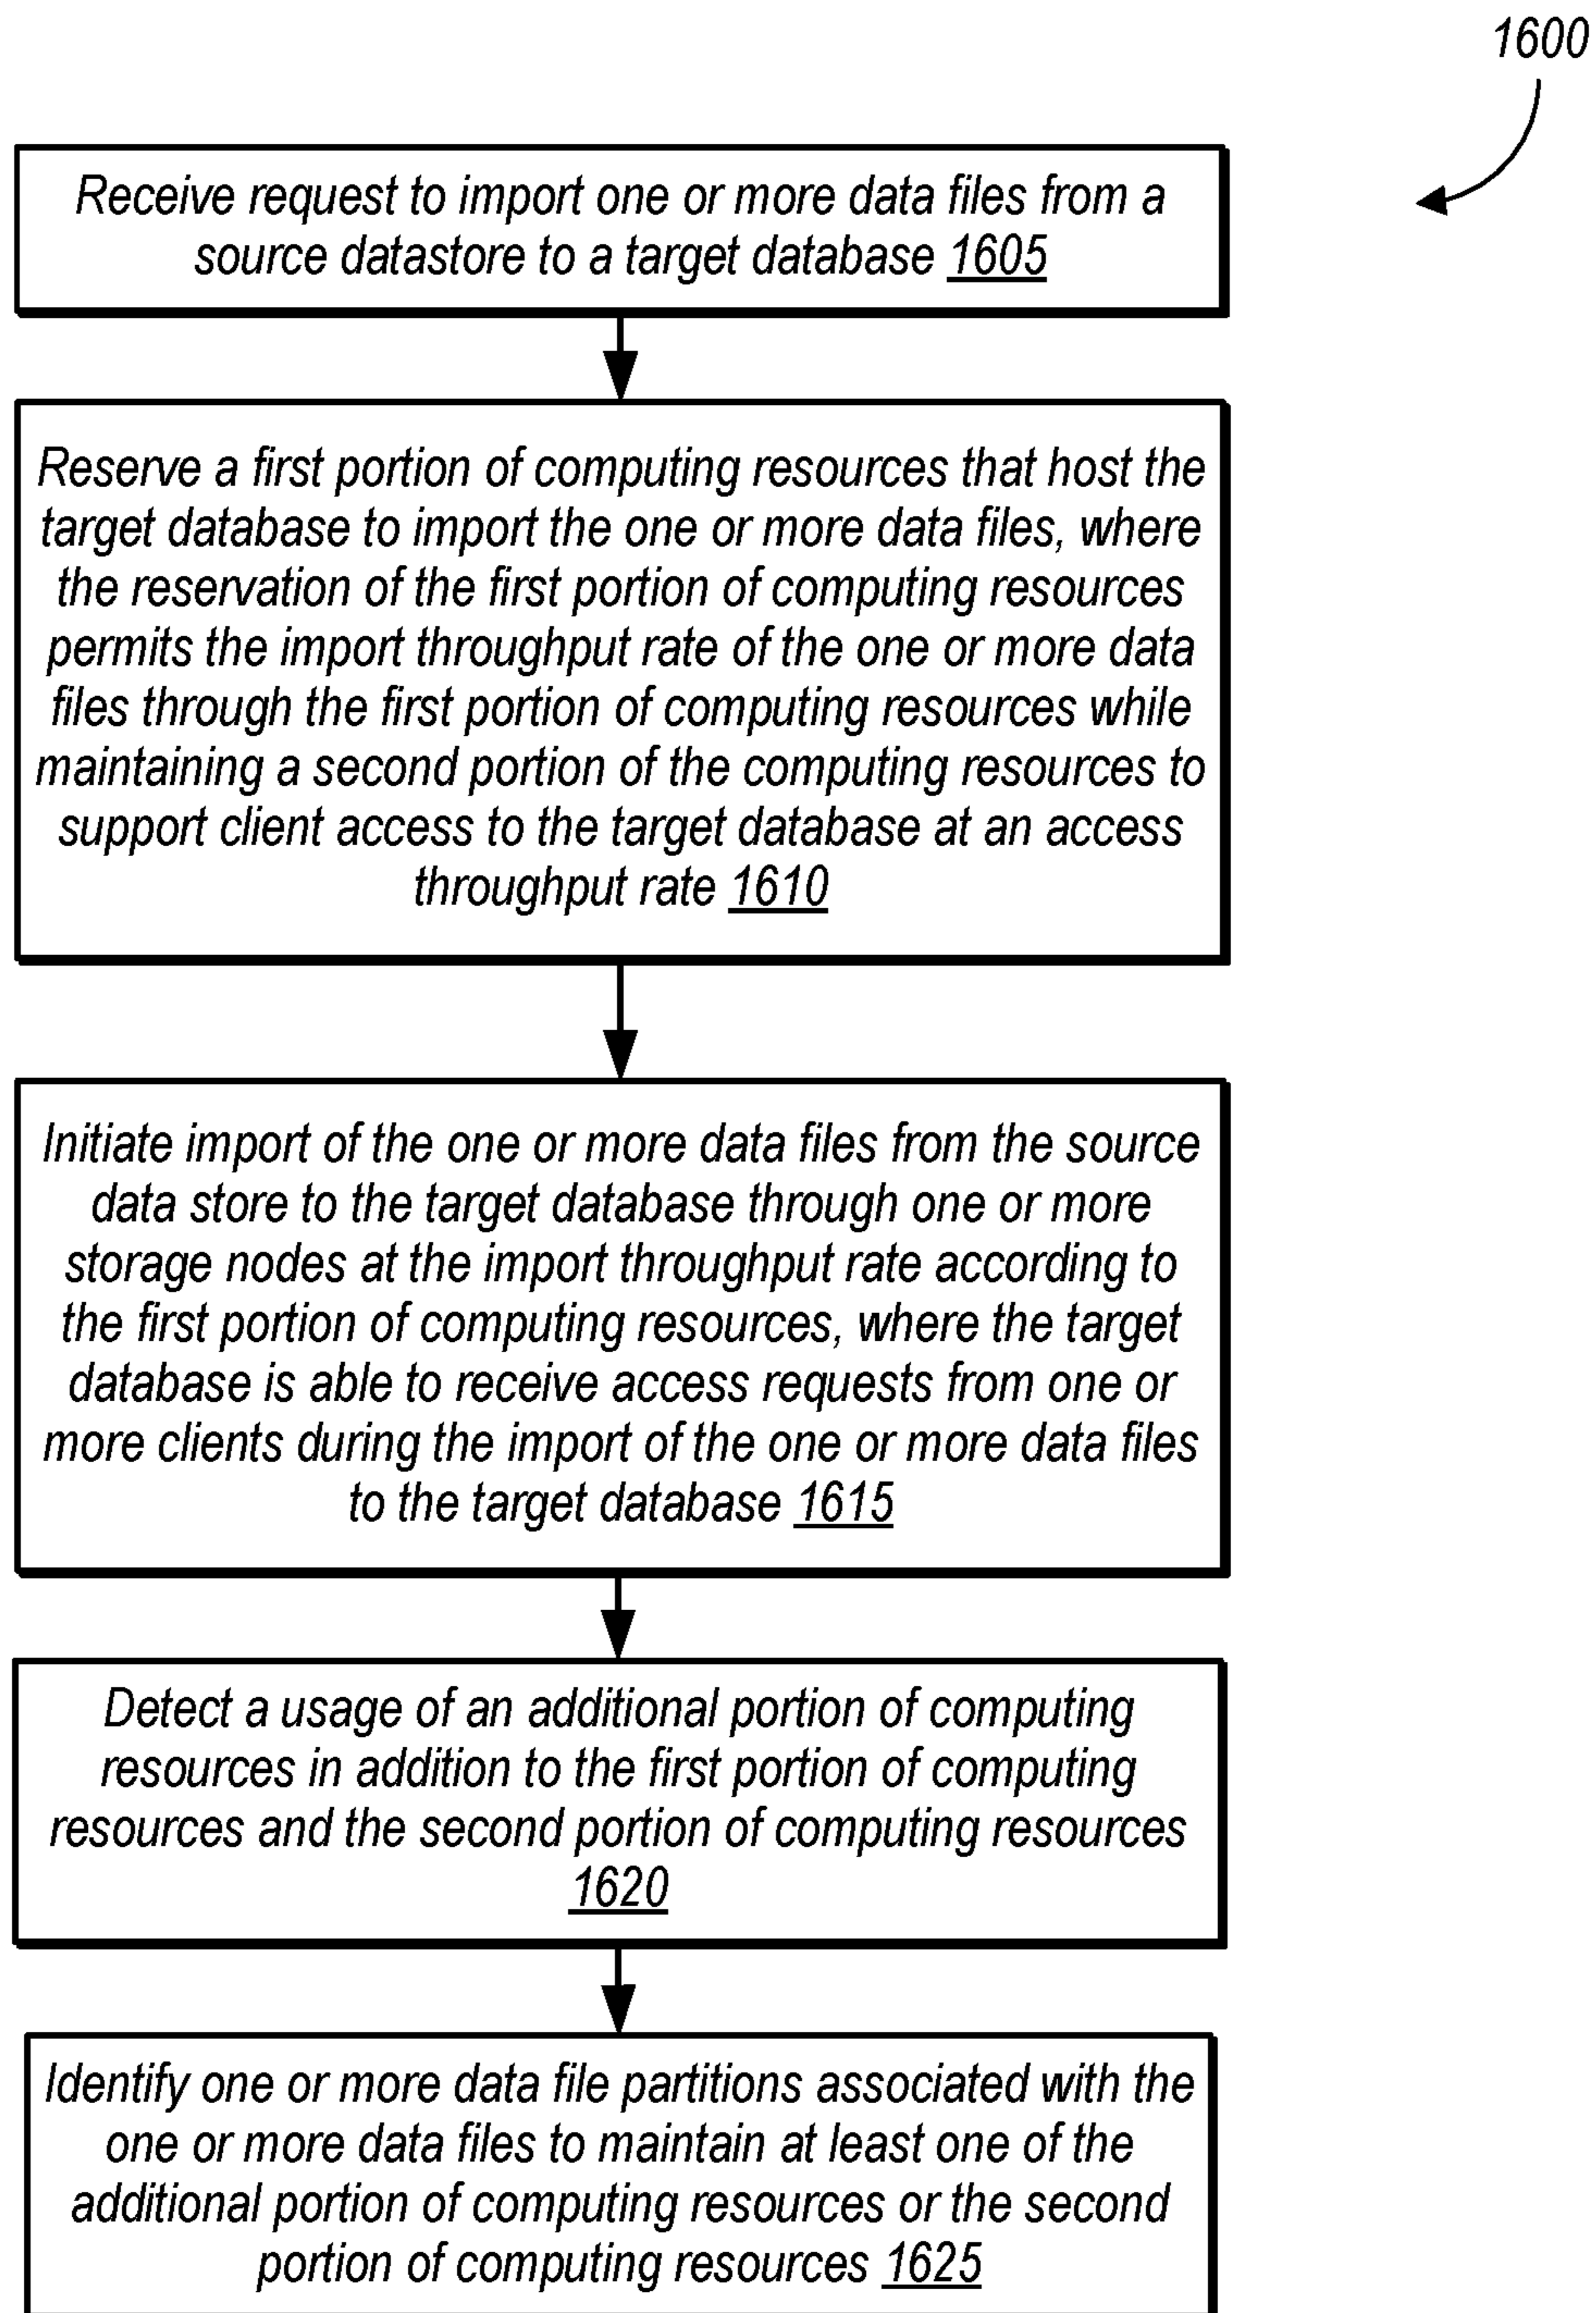 1600
Receive request to import one or more data files from a
source datastore to a target database 1605
Reserve a first portion of computing resources that host the
target database to import the one or more data files, where
the reservation of the first portion of computing resources
permits the import throughput rate of the one or more data
files through the first portion of computing resources while
maintaining a second portion of the computing resources to
support client access to the target database at an access
throughput rate 1610
Initiate import of the one or more data files from the source
data store to the target database through one or more
storage nodes at the import throughput rate according to
the first portion of computing resources, where the target
database is able to receive access requests from one or
more clients during the import of the one or more data files
to the target database 1615
Detect a usage of an additional portion of computing
resources in addition to the first portion of computing
resources and the second portion of computing resources
1620
Identify one or more data file partitions associated with the
one or more data files to maintain at least one of the
additional portion of computing resources or the second
portion of computing resources 1625